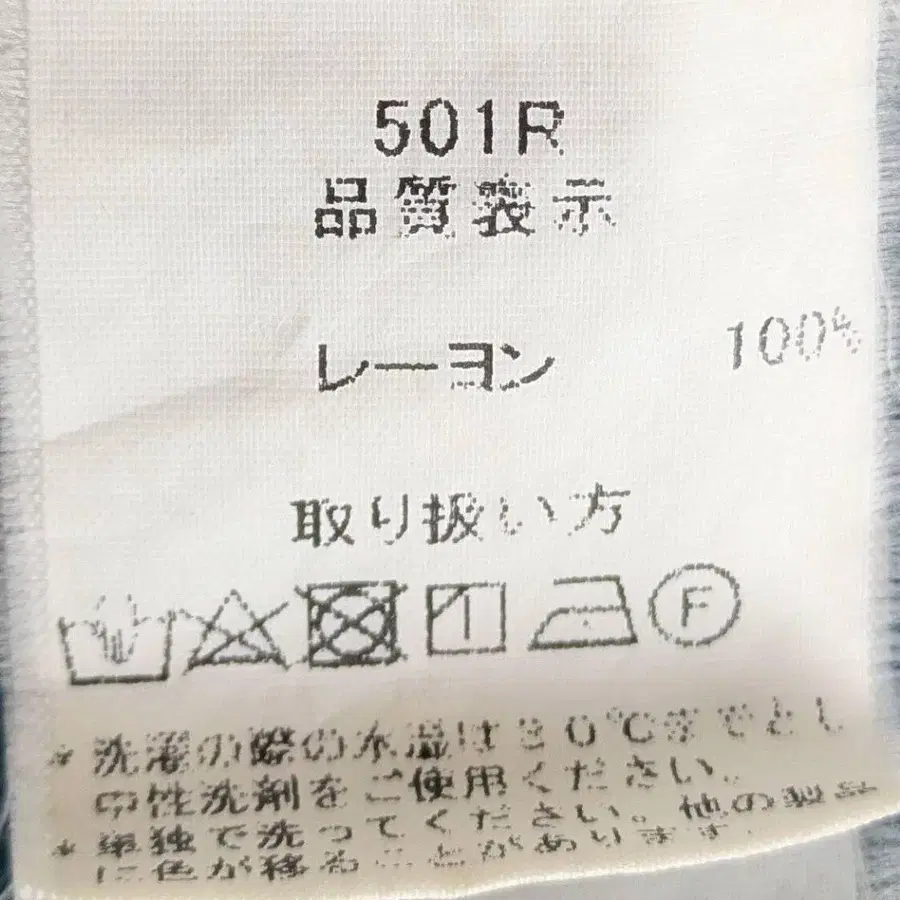 501R
品質表示
レーヨン 100%
取り扱い方
F
* 洗濯の際の水温は30℃までとし
中性洗剤をご使用ください。
* 単独で洗ってください。他の製品
に色が移ることがあります。